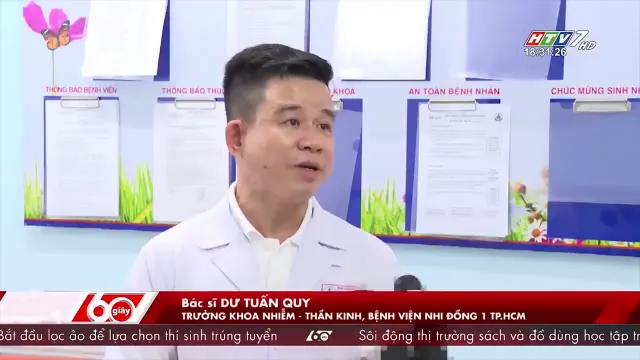 HTV7 HD
18:31:26
THÔNG BÁO BỆNH VIỆN
THÔNG BÁO
KHOA
AN TOÀN BỆNH NHÂN
CHÚC MỪNG SINH
60 giây
Bác sĩ DƯ TUẤN QUY
TRƯỞNG KHOA NHIỄM - THẦN KINH, BỆNH VIỆN NHI ĐỒNG 1 TP.HCM
Bắt đầu lọc ảo để lựa chọn thí sinh trúng tuyển
60s
Sôi động thị trường sách và đồ dùng học tập